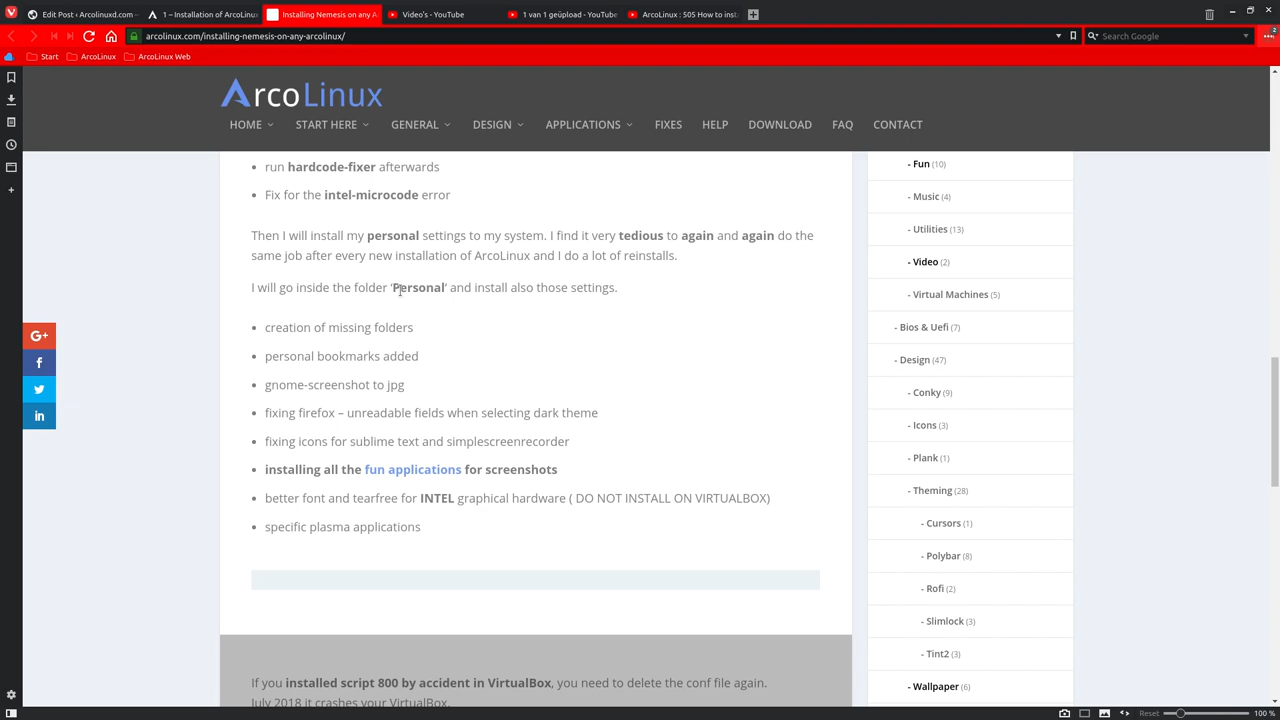 Edit Post ‹ Arcolinuxd.com –
1 – Installation of ArcoLinux
Installing Nemesis on any A
Video's - YouTube
1 van 1 geüpload - YouTube
ArcoLinux : 505 How to inst
arcolinux.com/installing-nemesis-on-any-arcolinux/
Search Google
2
Start
ArcoLinux
ArcoLinux Web
ArcoLinux
HOME
START HERE
GENERAL
DESIGN
APPLICATIONS
FIXES
HELP
DOWNLOAD
FAQ
CONTACT
• run hardcode-fixer afterwards
• Fix for the intel-microcode error
Then I will install my personal settings to my system. I find it very tedious to again and again do the
same job after every new installation of ArcoLinux and I do a lot of reinstalls.
I will go inside the folder 'Personal' and install also those settings.
• creation of missing folders
• personal bookmarks added
• gnome-screenshot to jpg
• fixing firefox – unreadable fields when selecting dark theme
• fixing icons for sublime text and simplescreenrecorder
• installing all the fun applications for screenshots
• better font and tearfree for INTEL graphical hardware ( DO NOT INSTALL ON VIRTUALBOX)
• specific plasma applications
If you installed script 800 by accident in VirtualBox, you need to delete the conf file again.
July 2018 it crashes your VirtualBox.
- Fun (10)
- Music (4)
- Utilities (13)
- Video (2)
- Virtual Machines (5)
- Bios & Uefi (7)
- Design (47)
- Conky (9)
- Icons (3)
- Plank (1)
- Theming (28)
- Cursors (1)
- Polybar (8)
- Rofi (2)
- Slimlock (3)
- Tint2 (3)
- Wallpaper (6)
G+
f
in
Reset
100 %